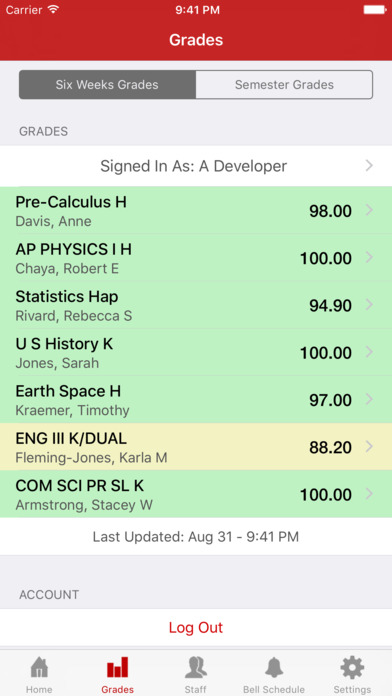 Carrier 9:41 PM
Grades
Six Weeks Grades Semester Grades
GRADES
Signed In As: A Developer
Pre-Calculus H
Davis, Anne
98.00
AP PHYSICS I H
Chaya, Robert E
100.00
Statistics Hap
Rivard, Rebecca S
94.90
U S History K
Jones, Sarah
100.00
Earth Space H
Kraemer, Timothy
97.00
ENG III K/DUAL
Fleming-Jones, Karla M
88.20
COM SCI PR SL K
Armstrong, Stacey W
100.00
Last Updated: Aug 31 - 9:41 PM
ACCOUNT
Log Out
Home Grades Staff Bell Schedule Settings